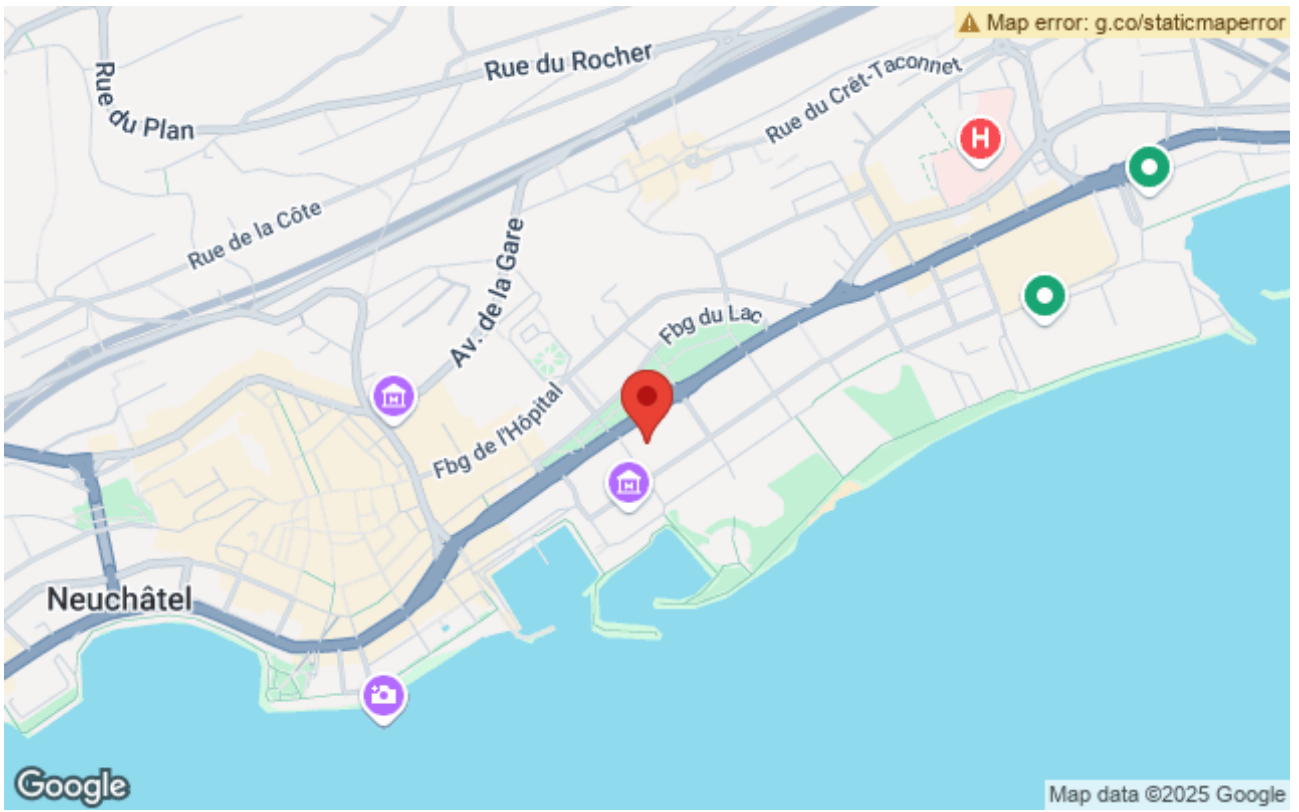 Map error: g.co/staticmaperror
Rue du Rocher
Rue du Crêt-Taconnet
Rue du Plan
H
Rue de la Côte
Av. de la Gare
Fbg du Lac
Fbg de l'Hôpital
Neuchâtel
Google
Map data ©2025 Google